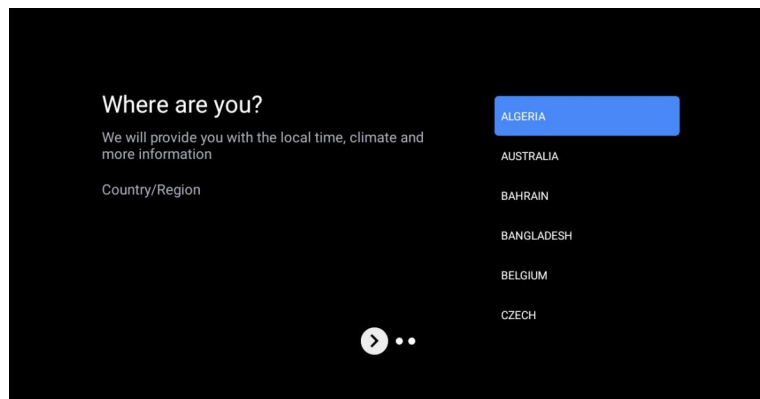 Where are you?
We will provide you with the local time, climate and
more information
Country/Region
ALGERIA
AUSTRALIA
BAHRAIN
BANGLADESH
BELGIUM
CZECH